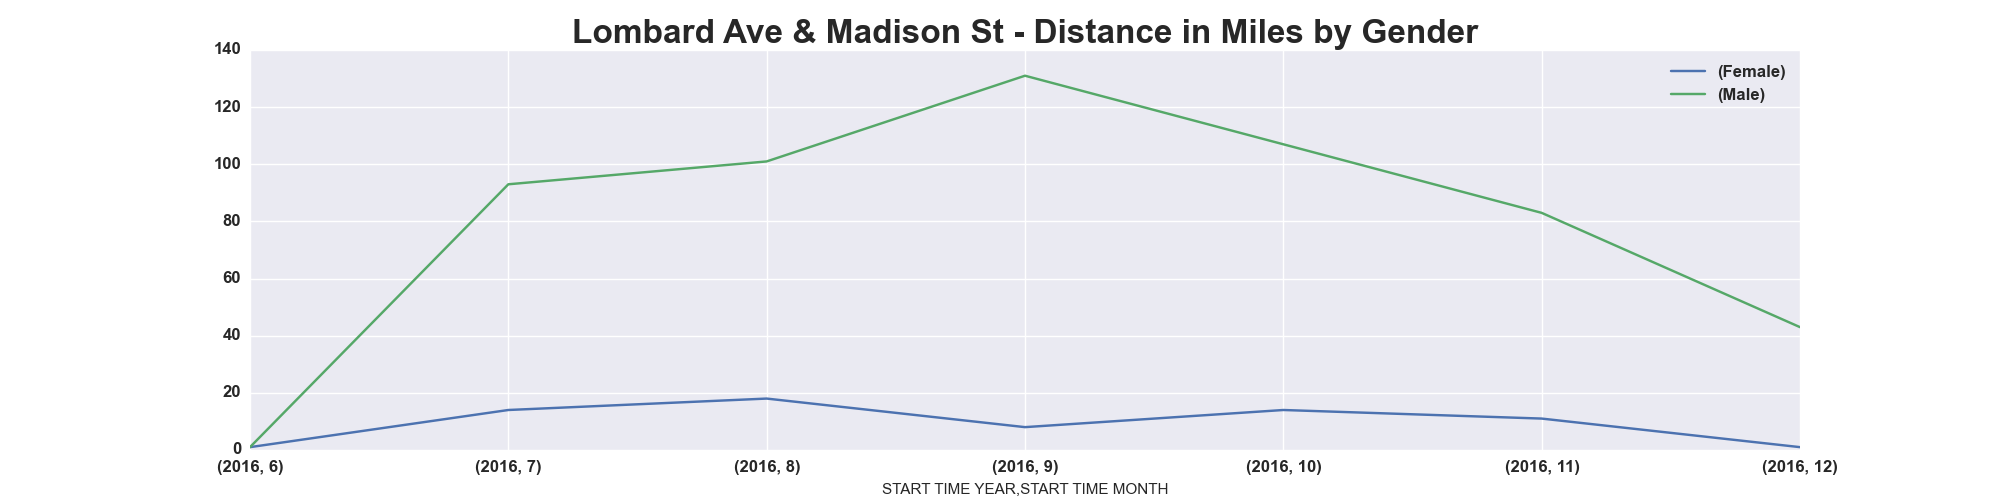 Lombard Ave & Madison St - Distance in Miles by Gender
140
120
100
80
60
40
20
0
(Female)
(Male)
(2016, 6) (2016, 7) (2016, 8) (2016, 9) (2016, 10) (2016, 11) (2016, 12)
START TIME YEAR,START TIME MONTH